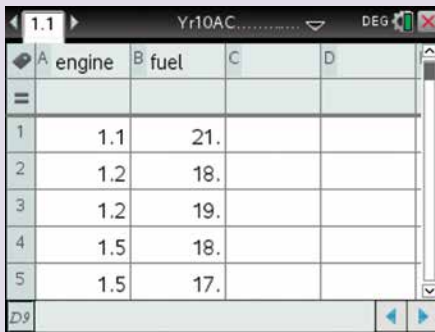 1.1 Yr10AC............ DEG
A engine B fuel C D
=
1 1.1 21.
2 1.2 18.
3 1.2 19.
4 1.5 18.
5 1.5 17.
D9